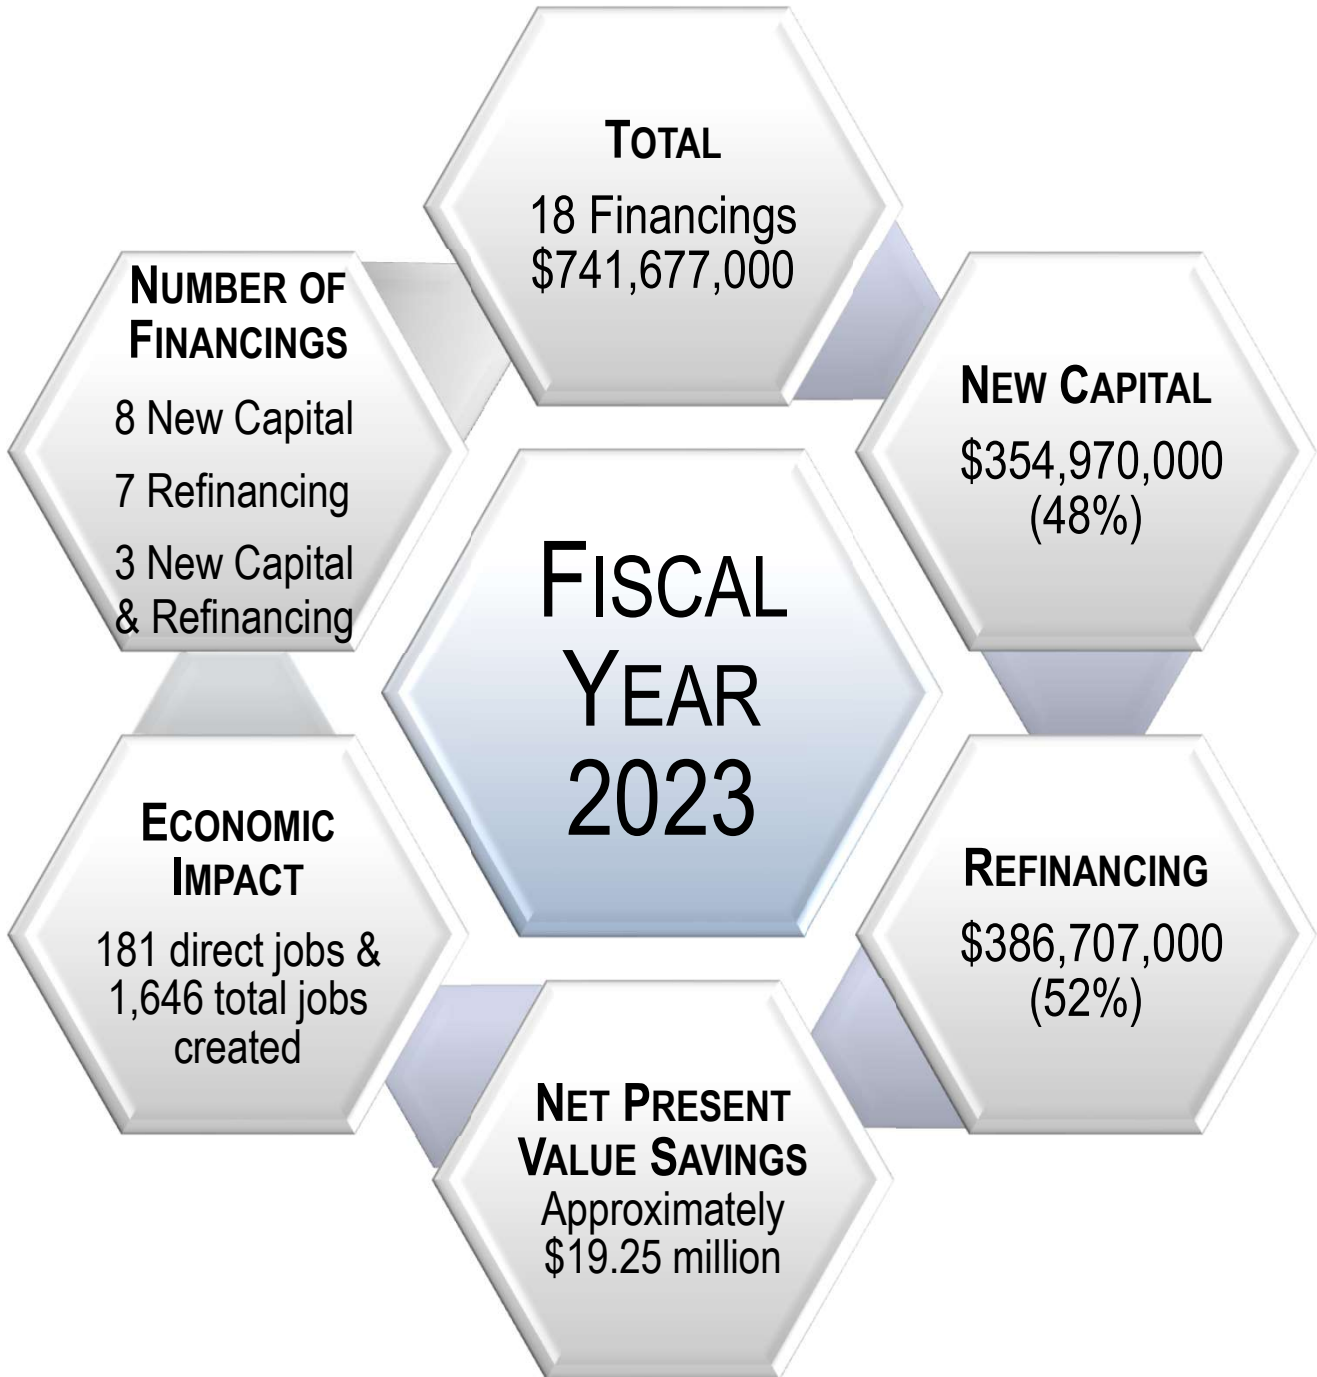 TOTAL
18 Financings
$741,677,000
NEW CAPITAL
$354,970,000
(48%)
REFINANCING
$386,707,000
(52%)
NET PRESENT
VALUE SAVINGS
Approximately
$19.25 million
ECONOMIC
IMPACT
181 direct jobs &
1,646 total jobs
created
NUMBER OF
FINANCINGS
8 New Capital
7 Refinancing
3 New Capital
& Refinancing
FISCAL
YEAR
2023